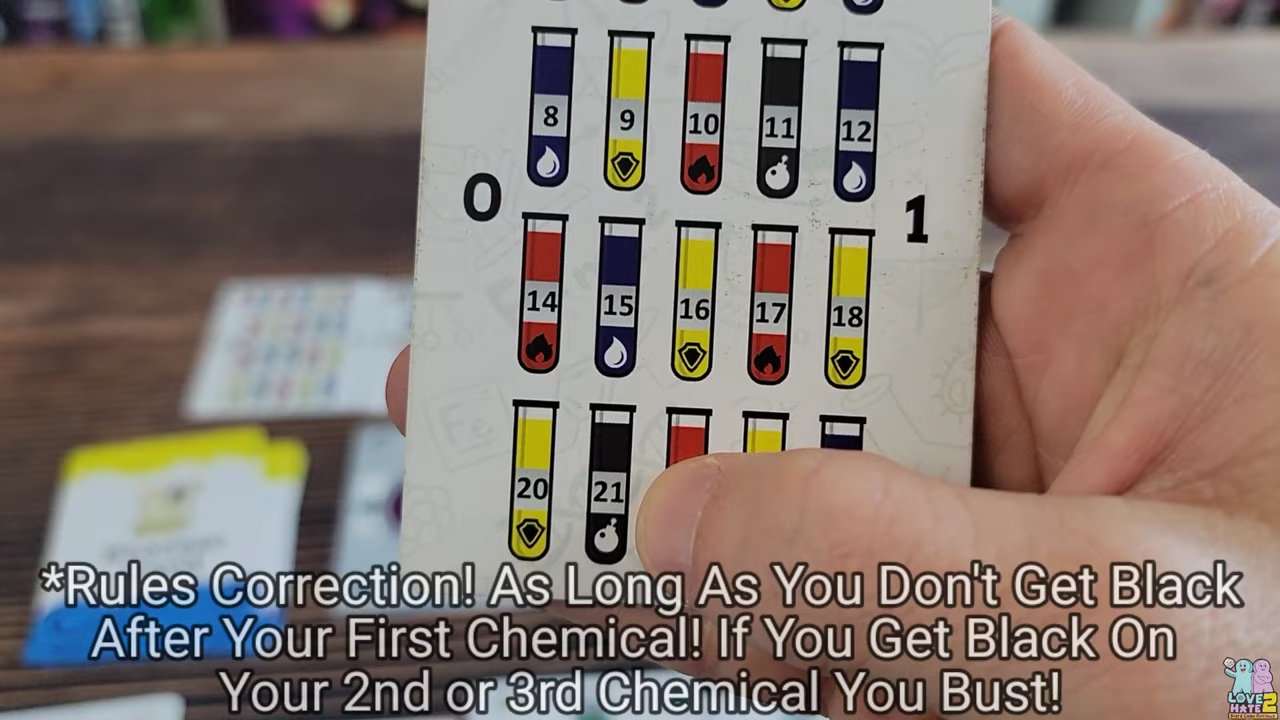 8 9 10 11 12
0
1
14 15 16 17 18
20 21
Fe
*Rules Correction! As Long As You Don't Get Black
After Your First Chemical! If You Get Black On
Your 2nd or 3rd Chemical You Bust!
LOVE 2
HATE